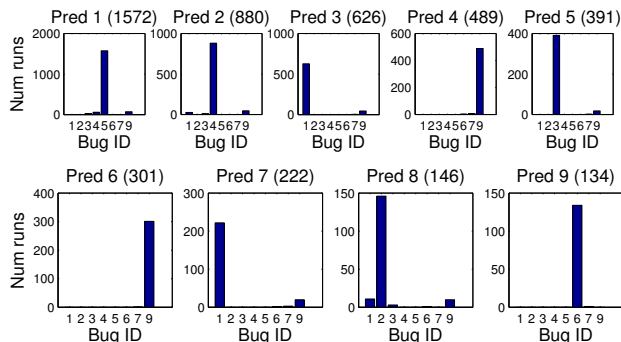 Pred 1 (1572) Pred 2 (880) Pred 3 (626) Pred 4 (489) Pred 5 (391)
2000 1000 1000 600 400
Num runs
1000 500 500 400 200
200
0 0 0 0 0
12345679 12345679 12345679 12345679 12345679
Bug ID Bug ID Bug ID Bug ID Bug ID
Pred 6 (301) Pred 7 (222) Pred 8 (146) Pred 9 (134)
400 300 150 150
Num runs
300 200 100 100
200
100 100 50 50
0 0 0 0
1 2 3 4 5 6 7 9 1 2 3 4 5 6 7 9 1 2 3 4 5 6 7 9 1 2 3 4 5 6 7 9
Bug ID Bug ID Bug ID Bug ID